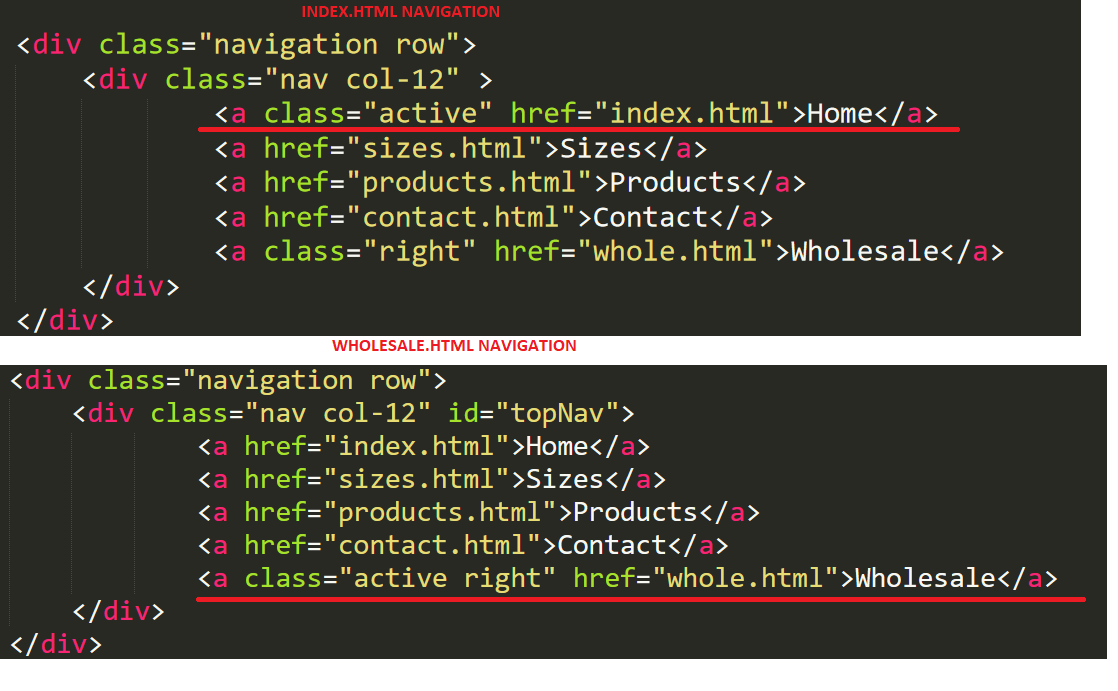 INDEX.HTML NAVIGATION
<div class="navigation row">
<div class="nav col-12" >
<a class="active" href="index.html">Home</a>
<a href="sizes.html">Sizes</a>
<a href="products.html">Products</a>
<a href="contact.html">Contact</a>
<a class="right" href="whole.html">Wholesale</a>
</div>
</div>
WHOLESALE.HTML NAVIGATION
<div class="navigation row">
<div class="nav col-12" id="topNav">
<a href="index.html">Home</a>
<a href="sizes.html">Sizes</a>
<a href="products.html">Products</a>
<a href="contact.html">Contact</a>
<a class="active right" href="whole.html">Wholesale</a>
</div>
</div>